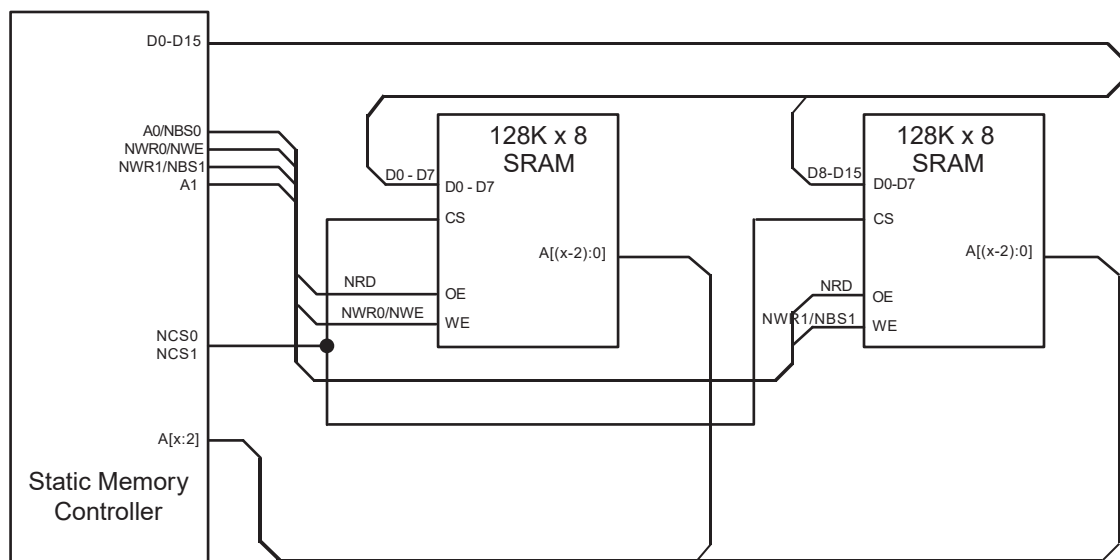 D0-D15
A0/NBS0
NWR0/NWE
NWR1/NBS1
A1
NCS0
NCS1
A[x:2]
Static Memory
Controller
128K x 8
SRAM
D0 - D7
D0 - D7
CS
A[(x-2):0]
NRD
OE
NWR0/NWE
WE
128K x 8
SRAM
D8-D15
D0-D7
CS
A[(x-2):0]
NRD
OE
NWR1/NBS1
WE